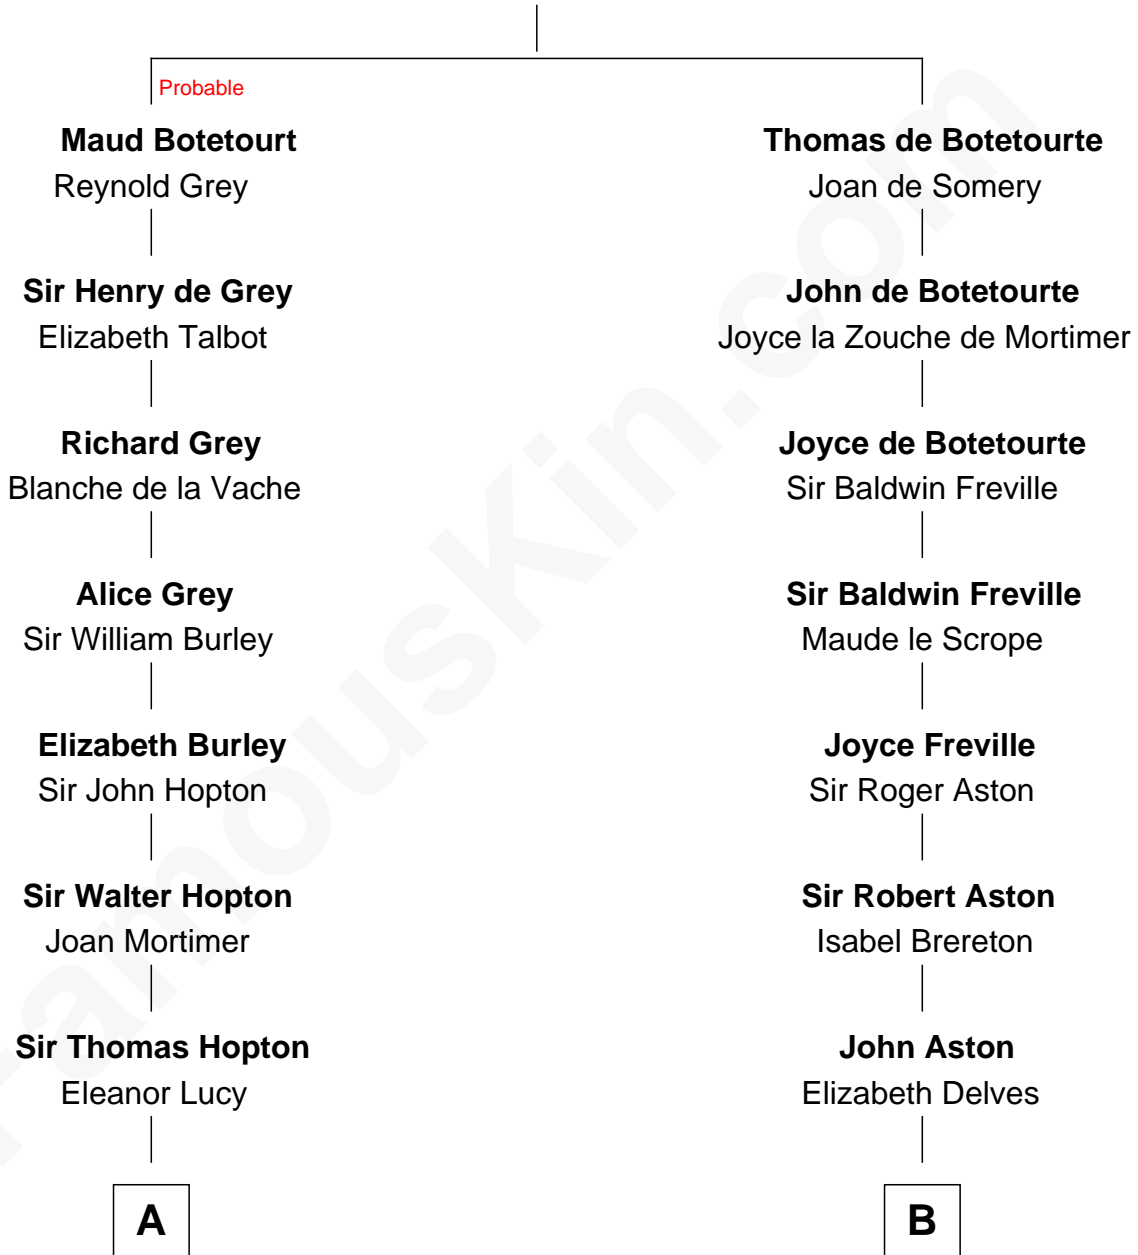 Probable
Maud Botetourt
Reynold Grey
Thomas de Botetourte
Joan de Somery
Sir Henry de Grey
Elizabeth Talbot
John de Botetourte
Joyce la Zouche de Mortimer
Richard Grey
Blanche de la Vache
Joyce de Botetourte
Sir Baldwin Freville
Alice Grey
Sir William Burley
Sir Baldwin Freville
Maude le Scrope
Elizabeth Burley
Sir John Hopton
Joyce Freville
Sir Roger Aston
Sir Walter Hopton
Joan Mortimer
Sir Robert Aston
Isabel Brereton
Sir Thomas Hopton
Eleanor Lucy
John Aston
Elizabeth Delves
A
B
FamousKin.com